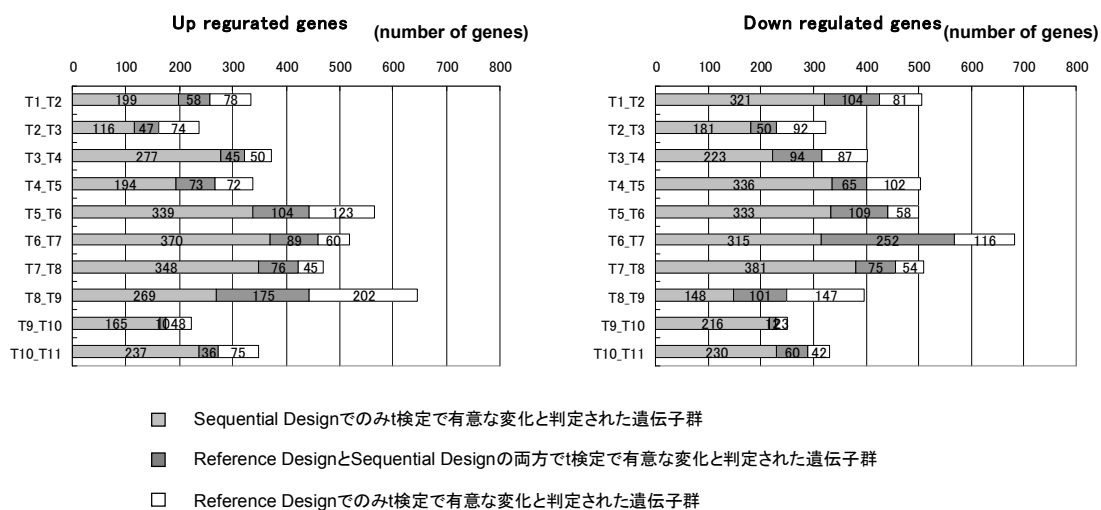 Up regurated genes (number of genes)
0 100 200 300 400 500 600 700 800
T1_T2 199 58 78
T2_T3 116 47 74
T3_T4 277 45 50
T4_T5 194 73 72
T5_T6 339 104 123
T6_T7 370 89 60
T7_T8 348 76 45
T8_T9 269 175 202
T9_T10 165 10 48
T10_T11 237 36 75
Down regulated genes (number of genes)
0 100 200 300 400 500 600 700 800
T1_T2 321 104 81
T2_T3 181 50 92
T3_T4 223 94 87
T4_T5 336 65 102
T5_T6 333 109 58
T6_T7 315 252 116
T7_T8 381 75 54
T8_T9 148 101 147
T9_T10 216 12 23
T10_T11 230 60 42
Sequential Designでのみt検定で有意な変化と判定された遺伝子群
Reference DesignとSequential Designの両方でt検定で有意な変化と判定された遺伝子群
Reference Designでのみt検定で有意な変化と判定された遺伝子群